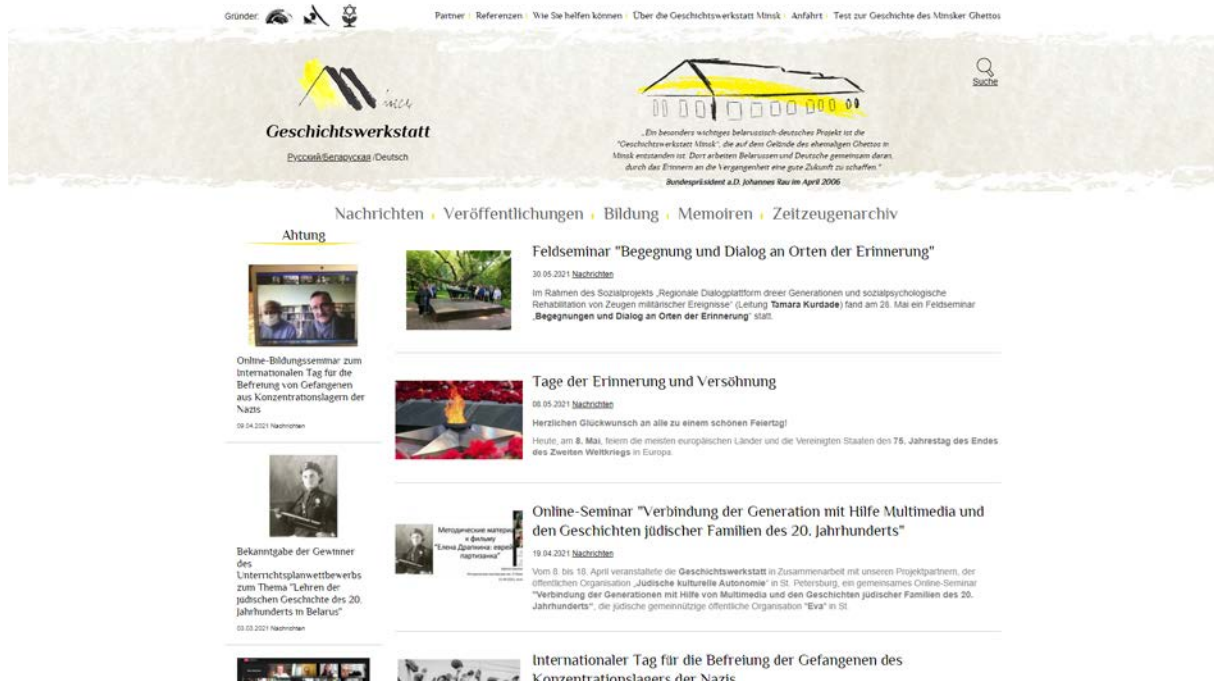 Gründer:
Partner Referenzen Wie Sie helfen können Über die Geschichtswerkstatt Minsk Anfahrt Test zur Geschichte des Minsker Ghettos
Suche
Geschichtswerkstatt
Русский/Беларуская /Deutsch
„Ein besonders wichtiges belarussisch-deutsches Projekt ist die
"Geschichtswerkstatt Minsk", die auf dem Gelände des ehemaligen Ghettos in
Minsk entstanden ist. Dort arbeiten Belarussen und Deutsche gemeinsam daran,
durch das Erinnern an die Vergangenheit eine gute Zukunft zu schaffen."
Bundespräsident a.D. Johannes Rau im April 2006
Nachrichten Veröffentlichungen Bildung Memoiren Zeitzeugenarchiv
Ahtung
Online-Bildungsseminar zum
Internationalen Tag für die
Befreiung von Gefangenen
aus Konzentrationslagern der
Nazis
09.04.2021 Nachrichten
Bekanntgabe der Gewinner
des
Unterrichtsplanwettbewerbs
zum Thema "Lehren der
jüdischen Geschichte des 20.
Jahrhunderts in Belarus"
03.03.2021 Nachrichten
Feldseminar "Begegnung und Dialog an Orten der Erinnerung"
30.05.2021 Nachrichten
Im Rahmen des Sozialprojekts „Regionale Dialogplattform dreier Generationen und sozialpsychologische
Rehabilitation von Zeugen militärischer Ereignisse“ (Leitung Tamara Kurdade) fand am 28. Mai ein Feldseminar
„Begegnungen und Dialog an Orten der Erinnerung“ statt.
Tage der Erinnerung und Versöhnung
08.05.2021 Nachrichten
Herzlichen Glückwunsch an alle zu einem schönen Feiertag!
Heute, am 8. Mai, feiern die meisten europäischen Länder und die Vereinigten Staaten den 76. Jahrestag des Endes
des Zweiten Weltkriegs in Europa.
Методические матери
к фильму
"Елена Драпкина: еврей
партизанка"
Online-Seminar "Verbindung der Generation mit Hilfe Multimedia und
den Geschichten jüdischer Familien des 20. Jahrhunderts"
19.04.2021 Nachrichten
Vom 8. bis 18. April veranstaltete die Geschichtswerkstatt in Zusammenarbeit mit unseren Projektpartnern, der
öffentlichen Organisation „Jüdische kulturelle Autonomie“ in St. Petersburg, ein gemeinsames Online-Seminar
"Verbindung der Generationen mit Hilfe von Multimedia und den Geschichten jüdischer Familien des 20.
Jahrhunderts“, die jüdische gemeinnützige öffentliche Organisation "Eva" in St.
Internationaler Tag für die Befreiung der Gefangenen des
Konzentrationslagers der Nazis